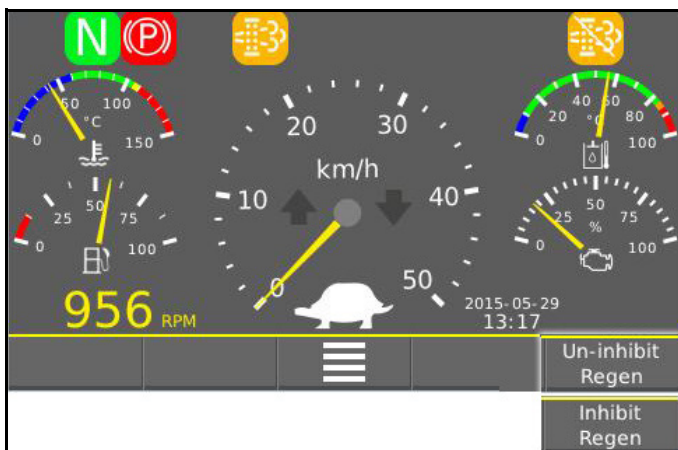 N (P)
50 100
°C
0 150
20 30
km/h
10 40
0 50
40 60
20 80
°C
0 100
50
25 75
0 100
50
25 75
%
0 100
956 RPM
2015-05-29
13:17
Un-inhibit
Regen
Inhibit
Regen